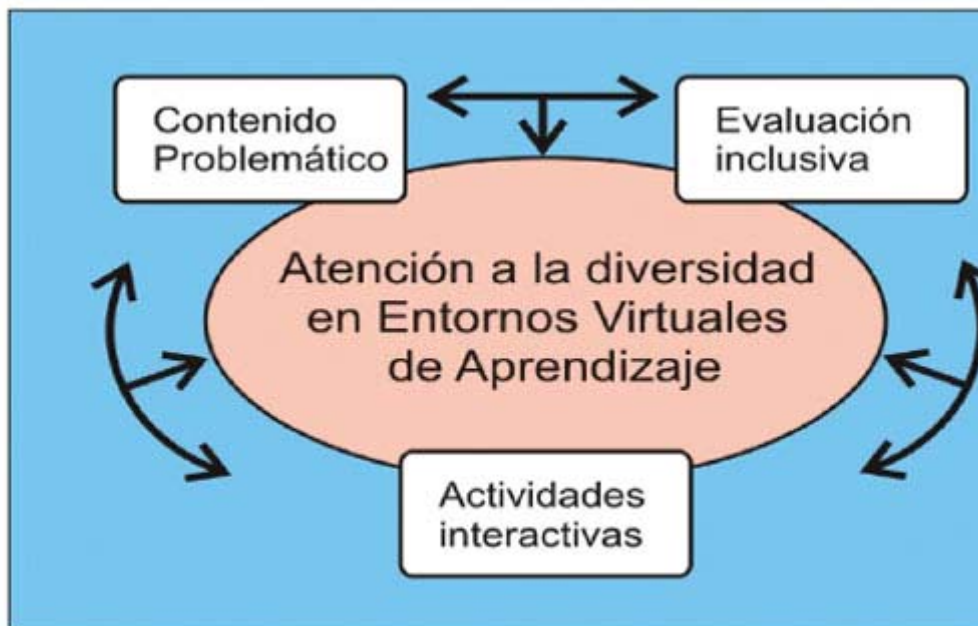 Contenido
Problemático
Evaluación
inclusiva
Atención a la diversidad
en Entornos Virtuales
de Aprendizaje
Actividades
interactivas